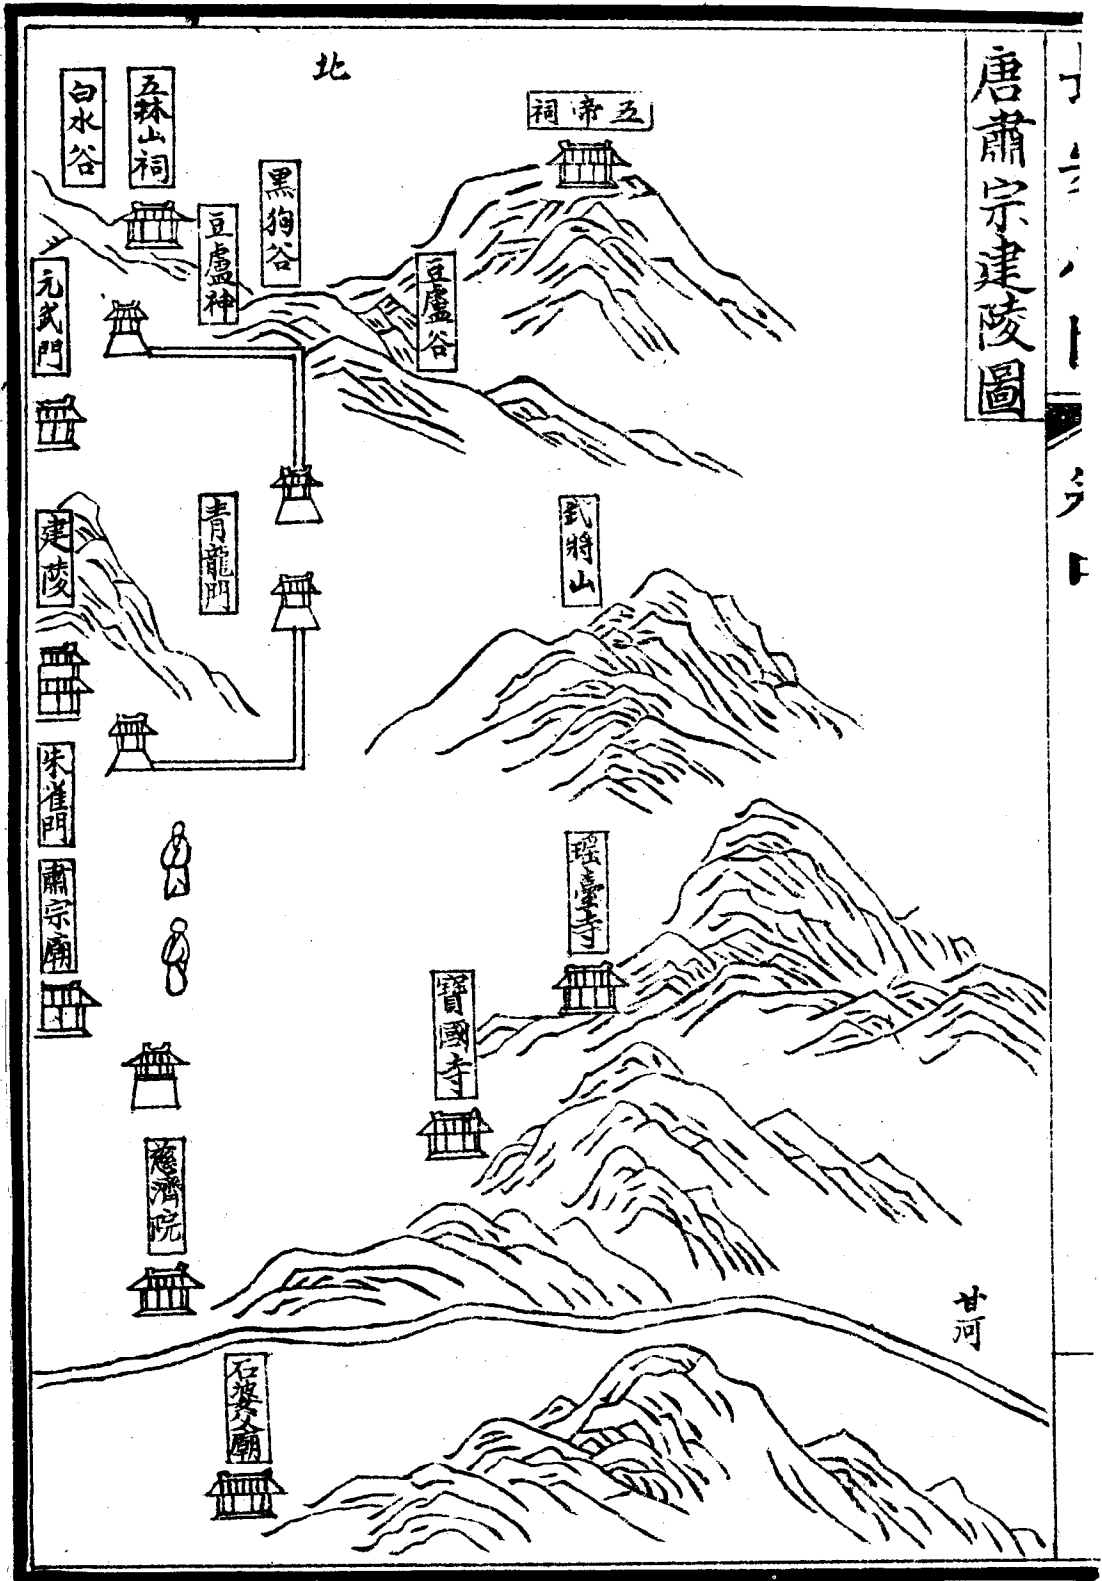 唐肅宗建陵圖
北
五帝祠
五林山祠
白水谷
黑狗谷
豆盧神
豆盧谷
元武門
青龍門
武將山
建陵
朱雀門
瑤臺寺
肅宗廟
寶國寺
慈濟院
甘河
石婆父廟